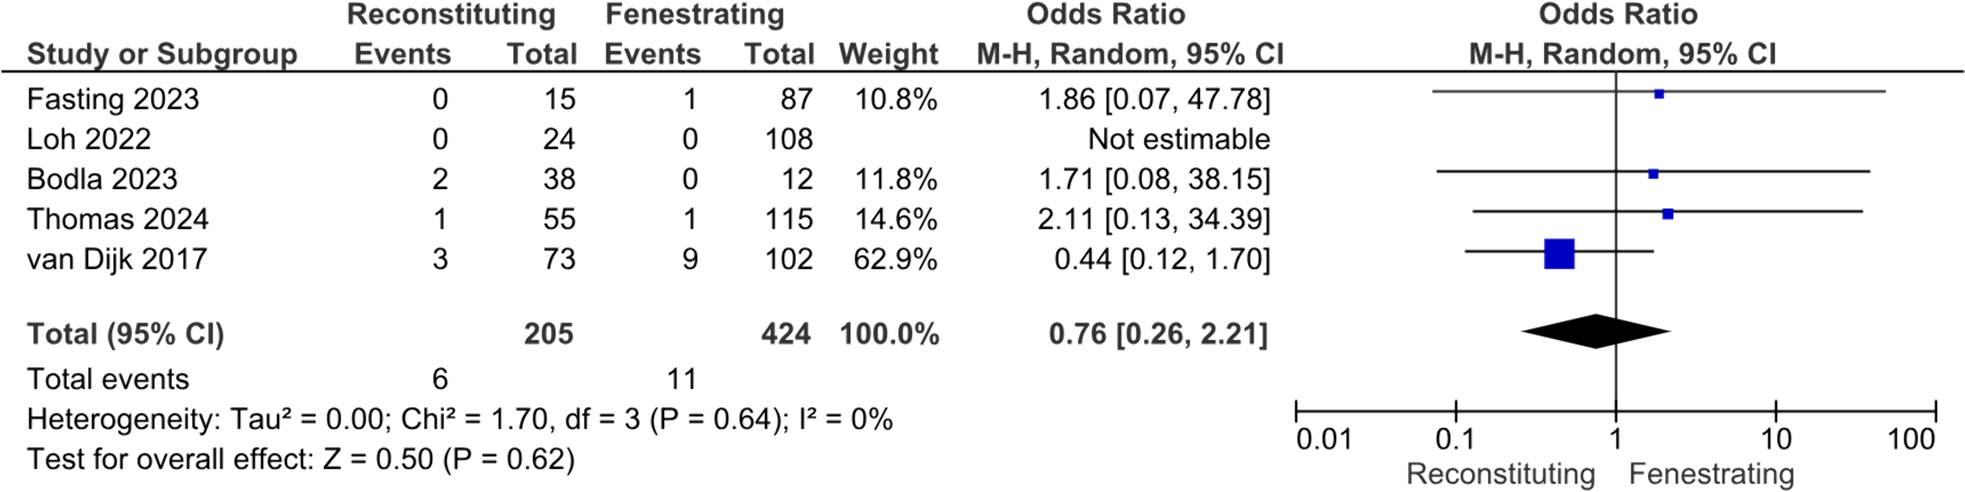 Reconstituting Fenestrating Odds Ratio Odds Ratio
Study or Subgroup Events Total Events Total Weight M-H, Random, 95% CI M-H, Random, 95% CI
Fasting 2023 0 15 1 87 10.8% 1.86 [0.07, 47.78]
Loh 2022 0 24 0 108 Not estimable
Bodla 2023 2 38 0 12 11.8% 1.71 [0.08, 38.15]
Thomas 2024 1 55 1 115 14.6% 2.11 [0.13, 34.39]
van Dijk 2017 3 73 9 102 62.9% 0.44 [0.12, 1.70]
Total (95% CI) 205 424 100.0% 0.76 [0.26, 2.21]
Total events 6 11
Heterogeneity: Tau² = 0.00; Chi² = 1.70, df = 3 (P = 0.64); I² = 0%
Test for overall effect: Z = 0.50 (P = 0.62)
0.01 0.1 1 10 100
Reconstituting Fenestrating